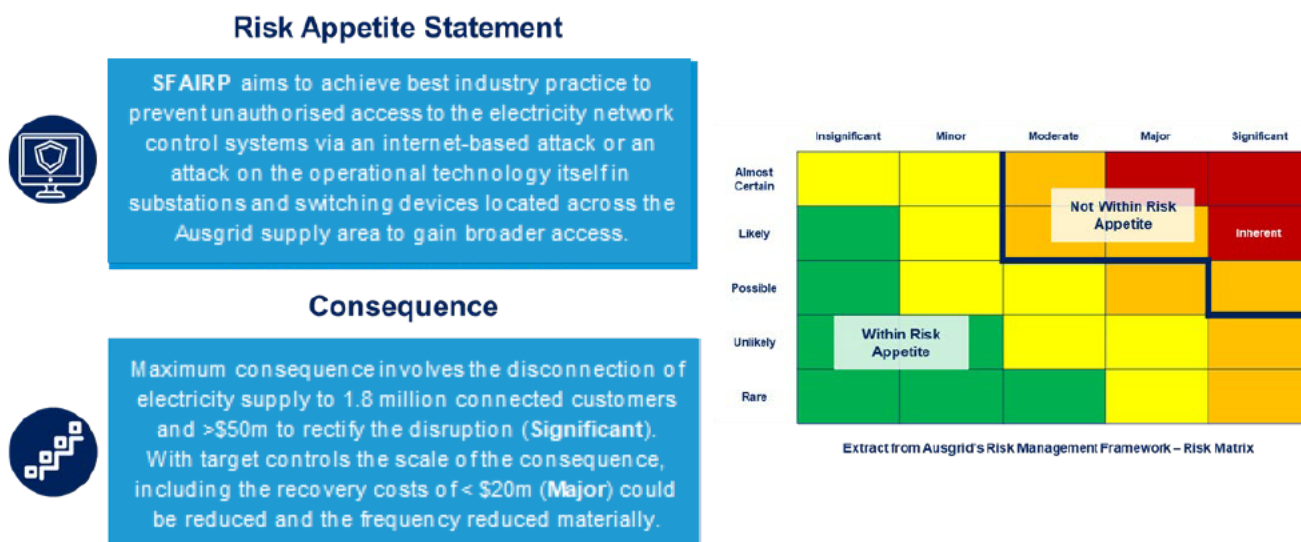 Risk Appetite Statement
SFAIRP aims to achieve best industry practice to
prevent unauthorised access to the electricity network
control systems via an internet-based attack or an
attack on the operational technology itself in
substations and switching devices located across the
Ausgrid supply area to gain broader access.
Consequence
Maximum consequence involves the disconnection of
electricity supply to 1.8 million connected customers
and >$50m to rectify the disruption (Significant).
With target controls the scale of the consequence,
including the recovery costs of < $20m (Major) could
be reduced and the frequency reduced materially.
Insignificant Minor Moderate Major Significant
Almost
Certain
Not Within Risk
Appetite
Likely
Inherent
Possible
Unlikely
Within Risk
Appetite
Rare
Extract from Ausgrid's Risk Management Framework – Risk Matrix